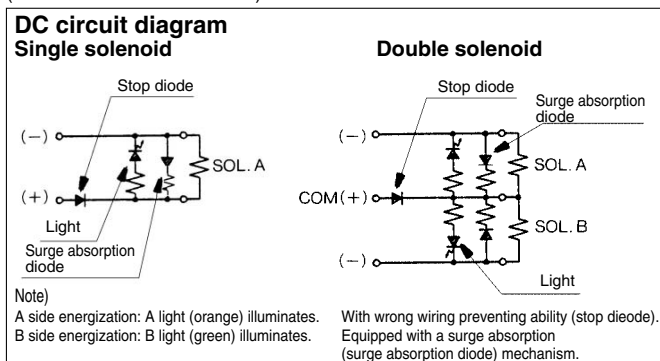 DC circuit diagram
Single solenoid
Stop diode
(−)
(+)
SOL. A
Light
Surge absorption
diode
Note)
A side energization: A light (orange) illuminates.
B side energization: B light (green) illuminates.
Double solenoid
Stop diode
Surge absorption
diode
(−)
SOL. A
COM(+)
SOL. B
(−)
Light
With wrong wiring preventing ability (stop dieode).
Equipped with a surge absorption
(surge absorption diode) mechanism.